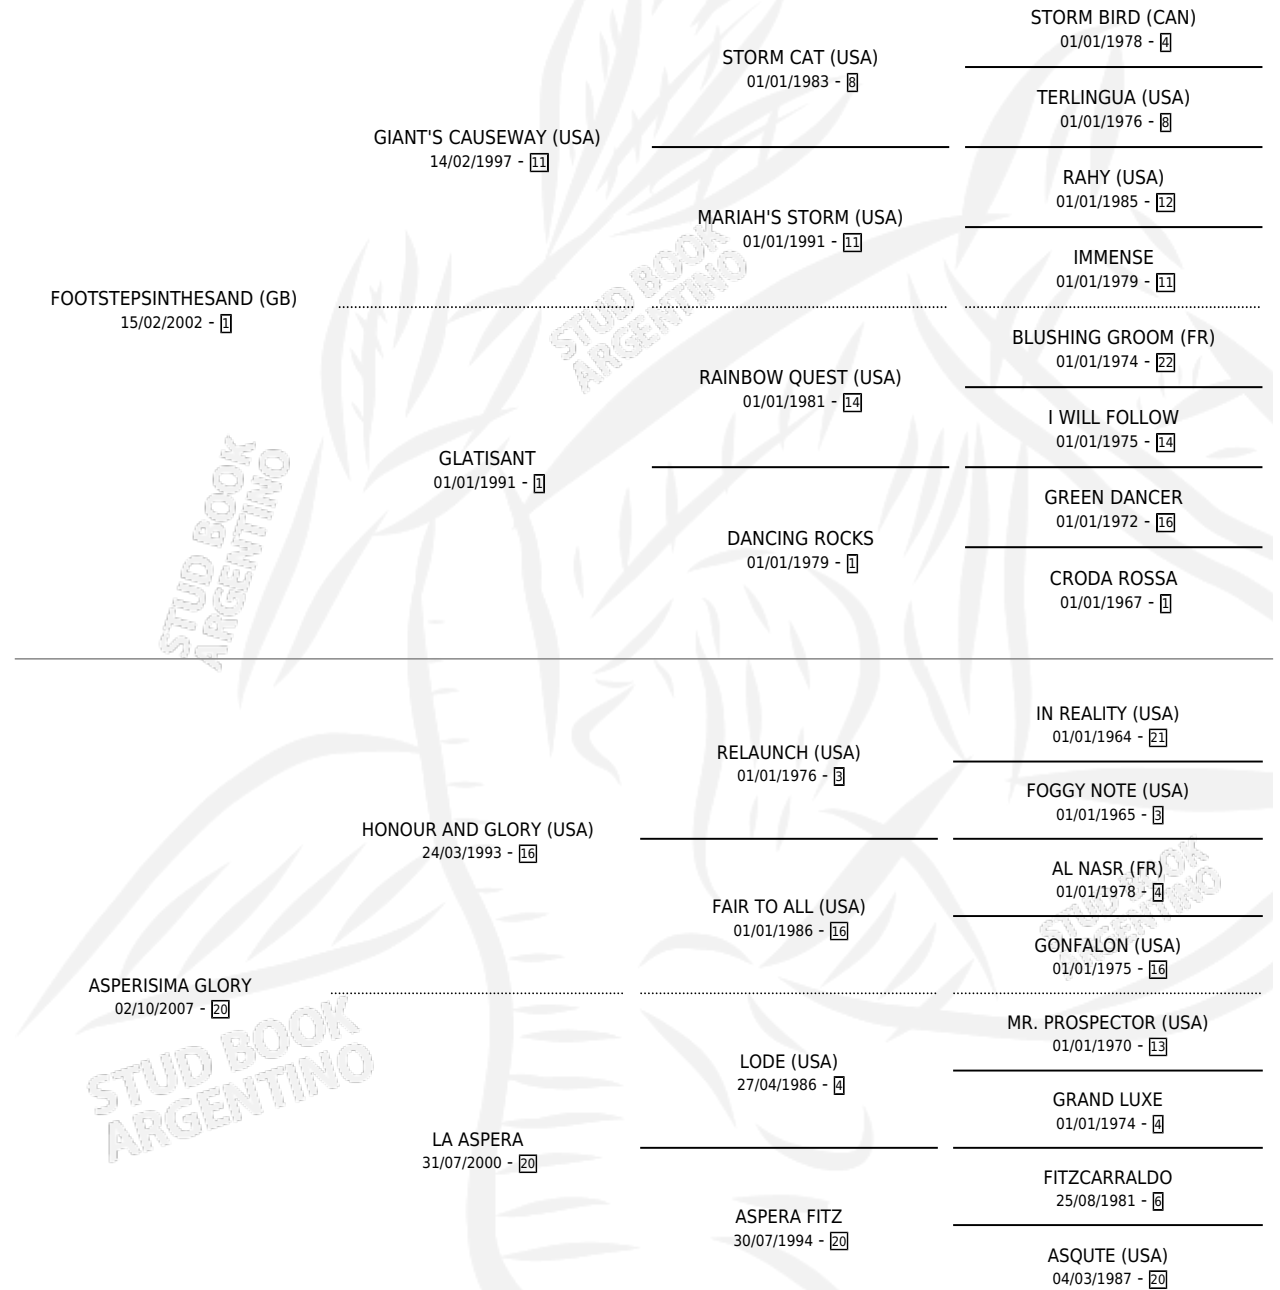 STORM BIRD (CAN)
01/01/1978 - 4
STORM CAT (USA)
01/01/1983 - 8
TERLINGUA (USA)
01/01/1976 - 8
GIANT'S CAUSEWAY (USA)
14/02/1997 - 11
RAHY (USA)
01/01/1985 - 12
MARIAH'S STORM (USA)
01/01/1991 - 11
IMMENSE
01/01/1979 - 11
FOOTSTEPSINTHESAND (GB)
15/02/2002 - 1
BLUSHING GROOM (FR)
01/01/1974 - 22
RAINBOW QUEST (USA)
01/01/1981 - 14
I WILL FOLLOW
01/01/1975 - 14
GLATISANT
01/01/1991 - 1
GREEN DANCER
01/01/1972 - 16
DANCING ROCKS
01/01/1979 - 1
CRODA ROSSA
01/01/1967 - 1
STUD BOOK
ARGENTINO
STUD BOOK
ARGENTINO
IN REALITY (USA)
01/01/1964 - 21
RELAUNCH (USA)
01/01/1976 - 3
FOGGY NOTE (USA)
01/01/1965 - 3
HONOUR AND GLORY (USA)
24/03/1993 - 16
AL NASR (FR)
01/01/1978 - 4
FAIR TO ALL (USA)
01/01/1986 - 16
GONFALON (USA)
01/01/1975 - 16
ASPERISIMA GLORY
02/10/2007 - 20
MR. PROSPECTOR (USA)
01/01/1970 - 13
LODE (USA)
27/04/1986 - 4
GRAND LUXE
01/01/1974 - 4
LA ASPERA
31/07/2000 - 20
FITZCARRALDO
25/08/1981 - 6
ASPERA FITZ
30/07/1994 - 20
ASQUTE (USA)
04/03/1987 - 20
STUD BOOK
ARGENTINO
STUD BOOK
ARGENTINO